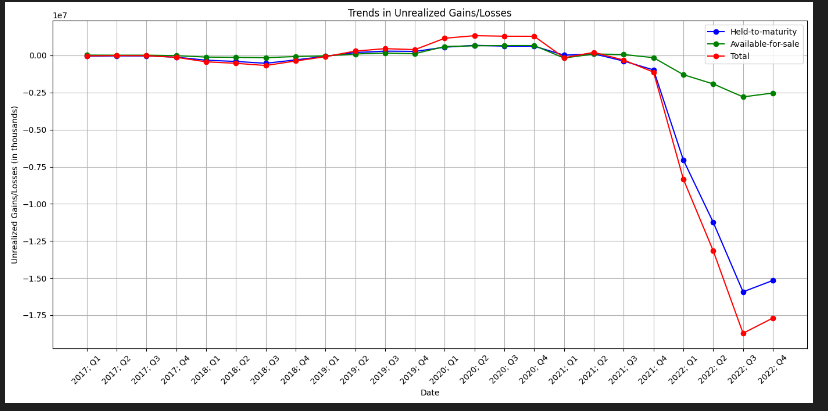 Trends in Unrealized Gains/Losses
1e7
Held-to-maturity
Available-for-sale
Total
Unrealized Gains/Losses (in thousands)
0.00
−0.25
−0.50
−0.75
−1.00
−1.25
−1.50
−1.75
2017: Q1
2017: Q2
2017: Q3
2017: Q4
2018: Q1
2018: Q2
2018: Q3
2018: Q4
2019: Q1
2019: Q2
2019: Q3
2019: Q4
2020: Q1
2020: Q2
2020: Q3
2020: Q4
2021: Q1
2021: Q2
2021: Q3
2021: Q4
2022: Q1
2022: Q2
2022: Q3
2022: Q4
Date